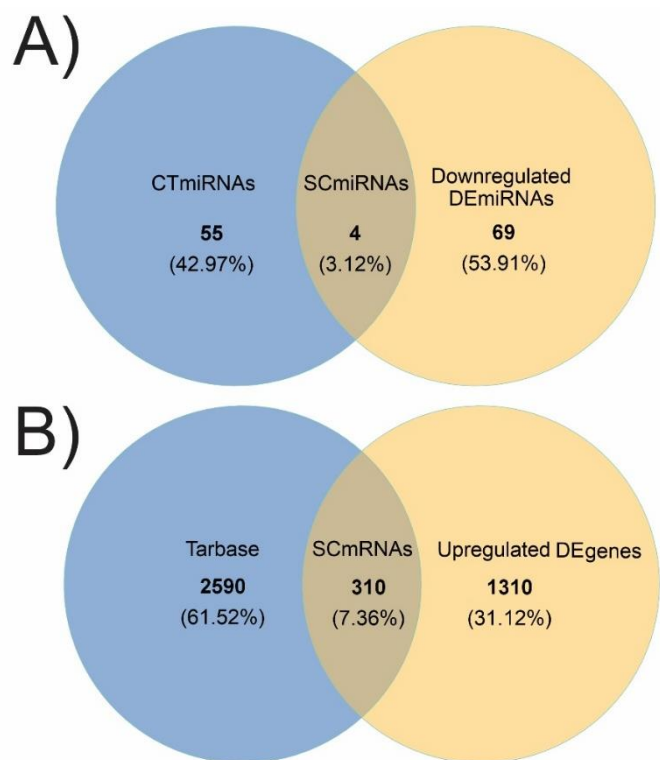 A)
CTmiRNAs
55
(42.97%)
SCmiRNAs
4
(3.12%)
Downregulated
DEmiRNAs
69
(53.91%)
B)
Tarbase
2590
(61.52%)
SCmRNAs
310
(7.36%)
Upregulated DEgenes
1310
(31.12%)